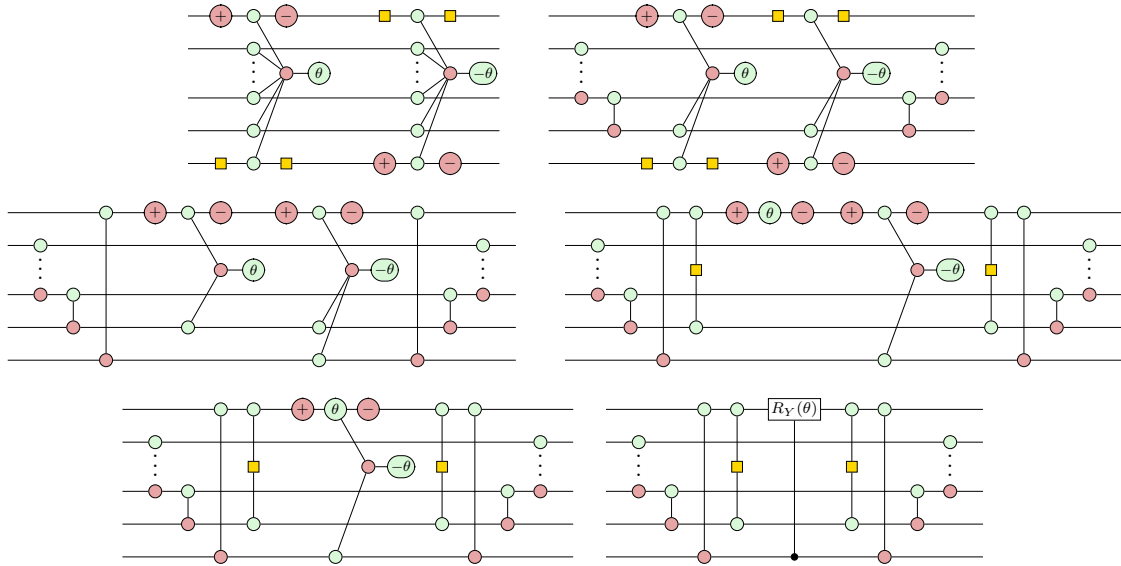 + − + −
θ −θ θ −θ
+ − + −
+ − + − + θ − + −
θ −θ −θ
+ θ − R_Y(θ)
−θ